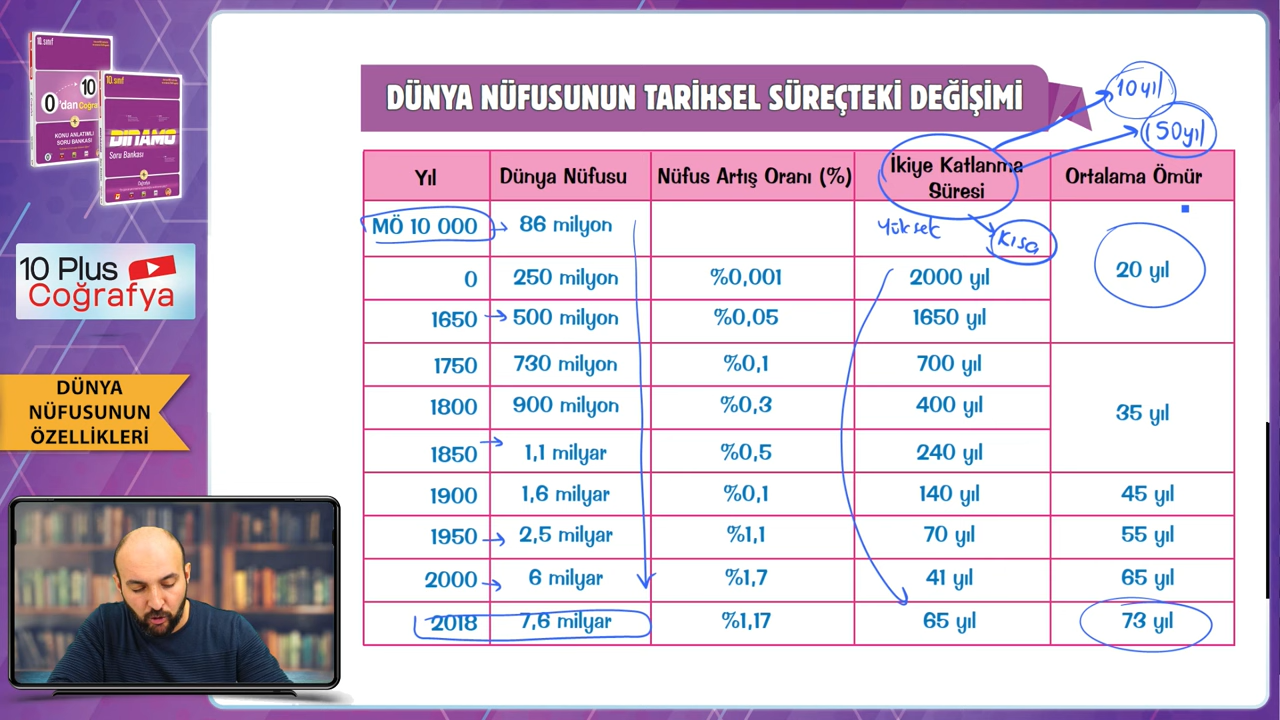 10. sınıf
0'dan 10
KONU ANLATIMLI
SORU BANKASI
10. sınıf
DİNAMO
Soru Bankası
Coğrafya
10 Plus
Coğrafya
DÜNYA
NÜFUSUNUN
ÖZELLİKLERİ
DÜNYA NÜFUSUNUN TARİHSEL SÜREÇTEKİ DEĞİŞİMİ
10 yıl
50 yıl
Yıl Dünya Nüfusu Nüfus Artış Oranı (%) İkiye Katlanma Süresi Ortalama Ömür
MÖ 10 000 86 milyon yüksek kısa
0 250 milyon %0,001 2000 yıl 20 yıl
1650 500 milyon %0,05 1650 yıl
1750 730 milyon %0,1 700 yıl
1800 900 milyon %0,3 400 yıl 35 yıl
1850 1,1 milyar %0,5 240 yıl
1900 1,6 milyar %0,1 140 yıl 45 yıl
1950 2,5 milyar %1,1 70 yıl 55 yıl
2000 6 milyar %1,7 41 yıl 65 yıl
2018 7,6 milyar %1,17 65 yıl 73 yıl